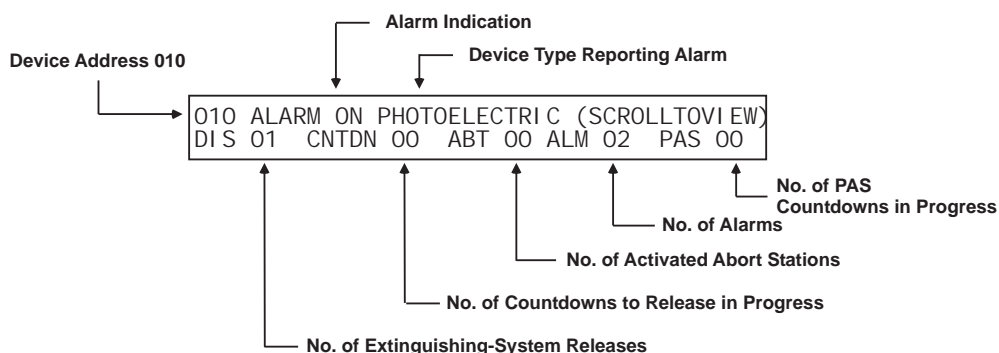 Alarm Indication
Device Type Reporting Alarm
Device Address 010
010 ALARM ON PHOTOELECTRIC (SCROLLTOVIEW)
DIS 01 CNTDN 00 ABT 00 ALM 02 PAS 00
No. of PAS
Countdowns in Progress
No. of Alarms
No. of Activated Abort Stations
No. of Countdowns to Release in Progress
No. of Extinguishing-System Releases